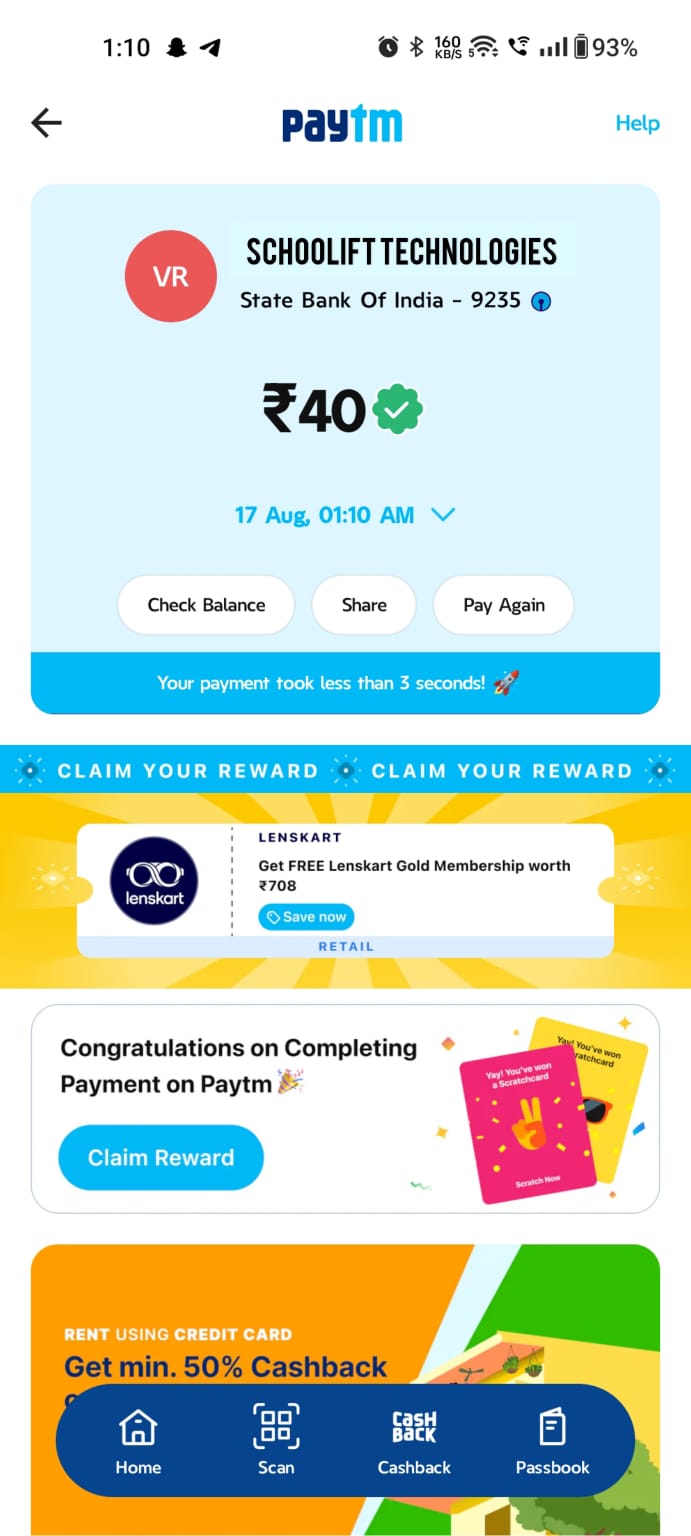 1:10 160 KB/S 5 93%
paytm Help
VR SCHOOLIFT TECHNOLOGIES
State Bank Of India - 9235
₹40
17 Aug, 01:10 AM
Check Balance Share Pay Again
Your payment took less than 3 seconds! 🚀
CLAIM YOUR REWARD CLAIM YOUR REWARD
LENSKART
lenskart
Get FREE Lenskart Gold Membership worth
₹708
Save now
RETAIL
Congratulations on Completing
Payment on Paytm 🎉
Claim Reward
Yay! You've won
a Scratchcard
Scratch Now
Yay! You've won
RENT USING CREDIT CARD
Get min. 50% Cashback
CASH
BACK
Home Scan Cashback Passbook